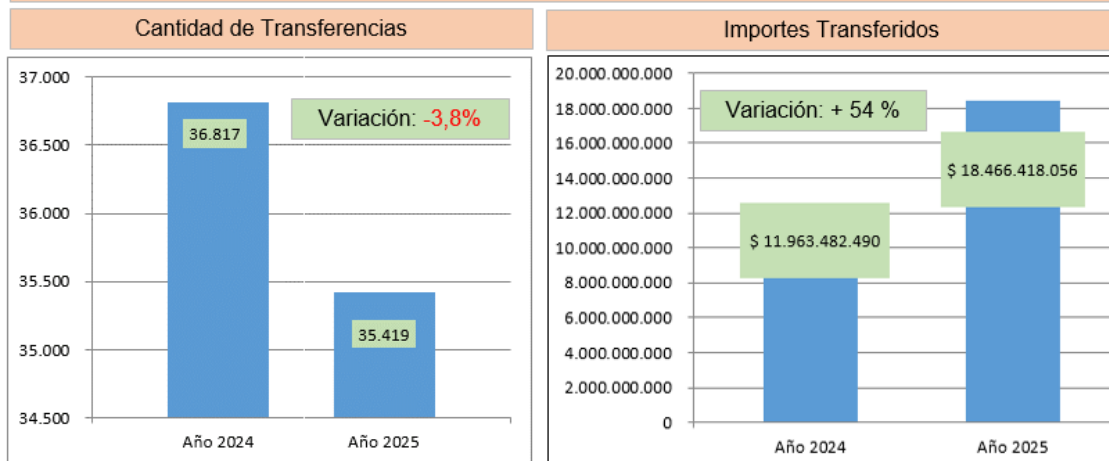 Cantidad de Transferencias
37.000
36.500
36.000
35.500
35.000
34.500
36.817
Variación: -3,8%
35.419
Año 2024
Año 2025
Importes Transferidos
20.000.000.000
18.000.000.000
16.000.000.000
14.000.000.000
12.000.000.000
10.000.000.000
8.000.000.000
6.000.000.000
4.000.000.000
2.000.000.000
0
Variación: + 54 %
$ 11.963.482.490
$ 18.466.418.056
Año 2024
Año 2025